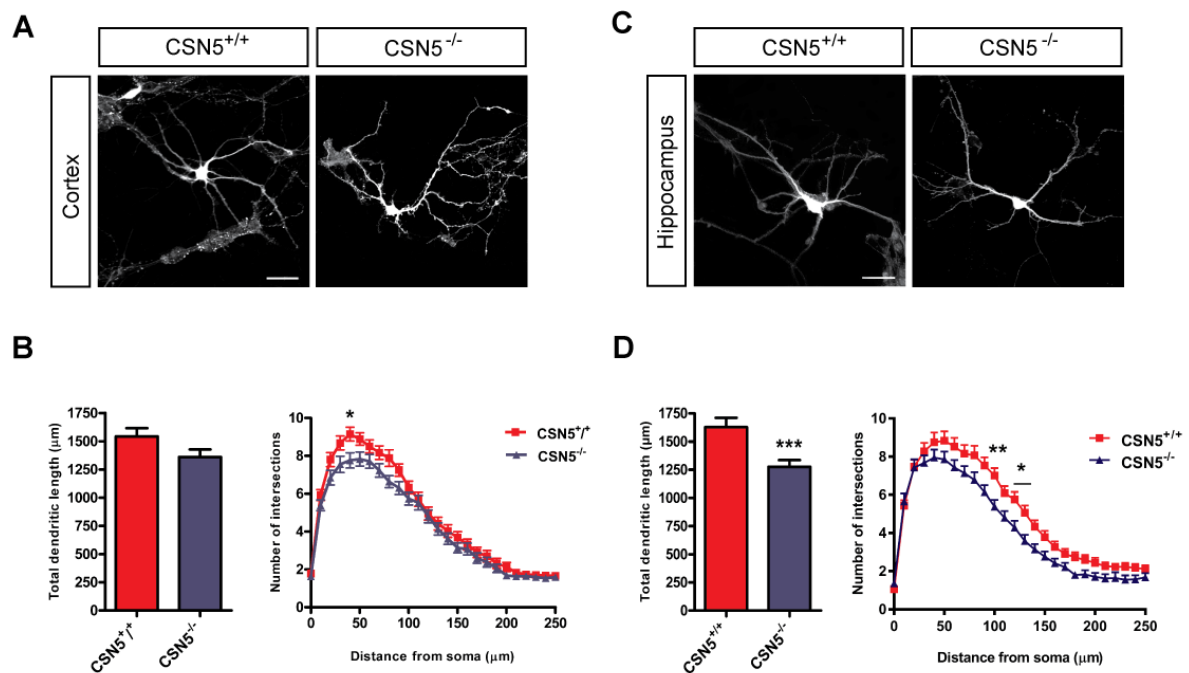 A
CSN5+/+
CSN5-/-
Cortex
C
CSN5+/+
CSN5-/-
Hippocampus
B
Total dendritic length (μm)
1750
1500
1250
1000
750
500
250
0
CSN5+/+
CSN5-/-
Number of intersections
10
8
6
4
2
0
*
CSN5+/+
CSN5-/-
0
50
100
150
200
250
Distance from soma (μm)
D
Total dendritic length (μm)
1750
1500
1250
1000
750
500
250
0
***
CSN5+/+
CSN5-/-
Number of intersections
10
8
6
4
2
0
**
*
CSN5+/+
CSN5-/-
0
50
100
150
200
250
Distance from soma (μm)